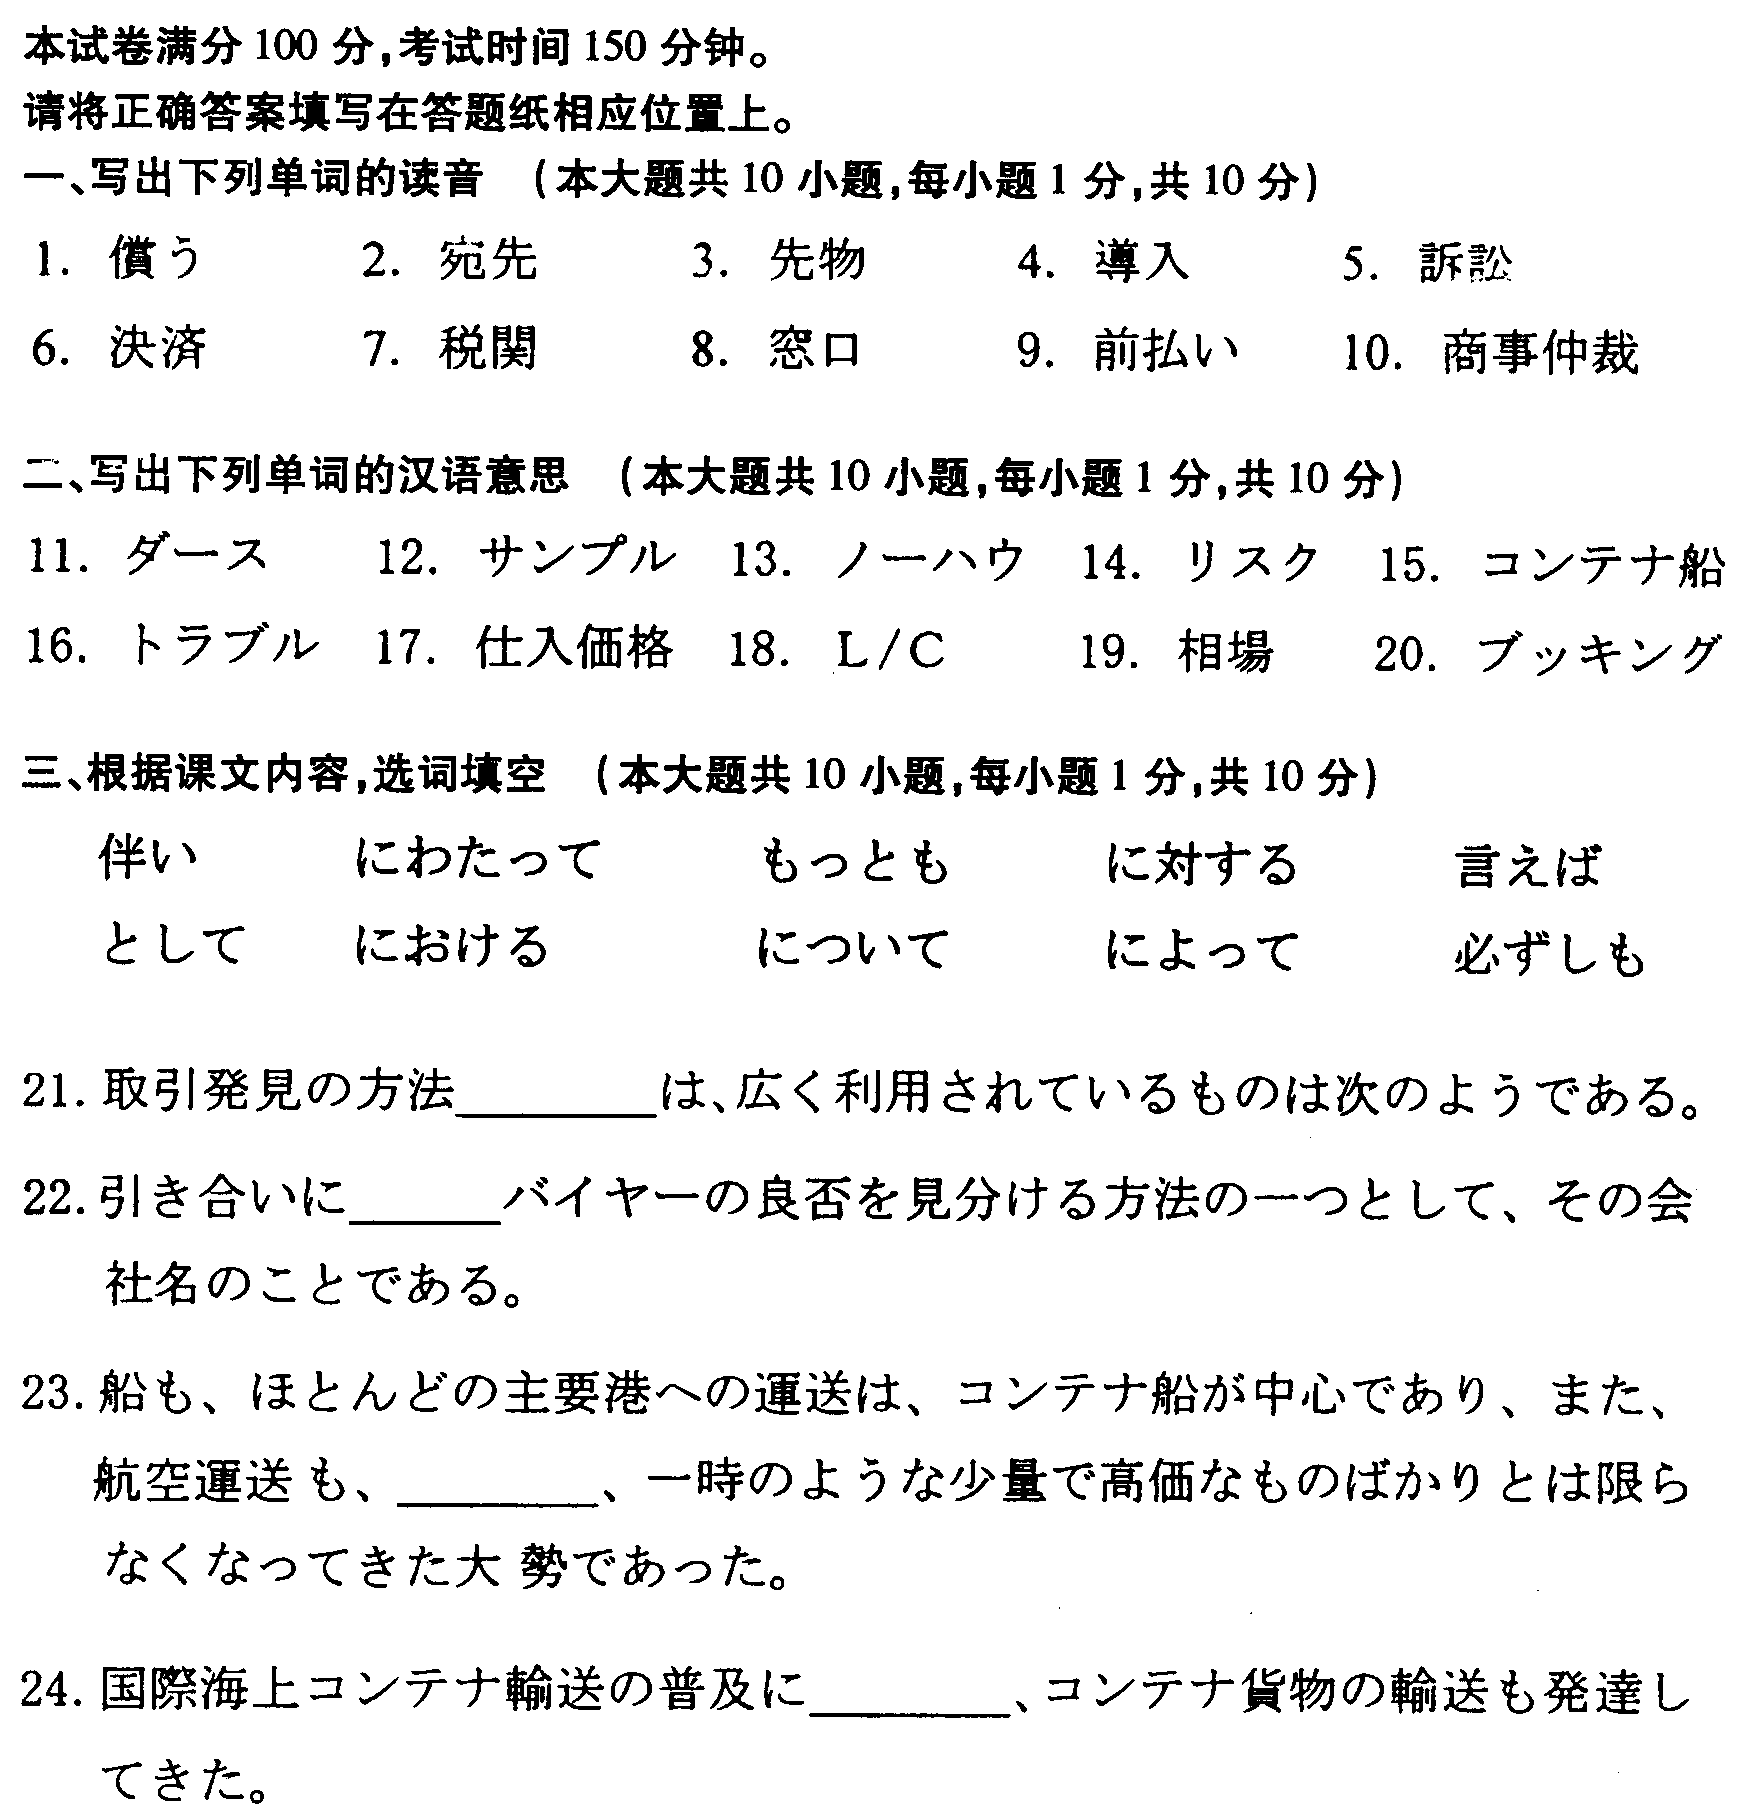 本试卷满分100分,考试时间150分钟。
请将正确答案填写在答题纸相应位置上。
一、写出下列单词的读音 (本大题共10小题,每小题1分,共10分)
1. 償う 2. 宛先 3. 先物 4. 導入 5. 訴訟
6. 決済 7. 税関 8. 窓口 9. 前払い 10. 商事仲裁
二、写出下列单词的汉语意思 (本大题共10小题,每小题1分,共10分)
11. ダース 12. サンプル 13. ノーハウ 14. リスク 15. コンテナ船
16. トラブル 17. 仕入価格 18. L/C 19. 相場 20. ブッキング
三、根据课文内容,选词填空 (本大题共10小题,每小题1分,共10分)
伴い にわたって もっとも に対する 言えば
として における について によって 必ずしも
21. 取引発見の方法________は、広く利用されているものは次のようである。
22. 引き合いに______バイヤーの良否を見分ける方法の一つとして、その会
社名のことである。
23. 船も、ほとんどの主要港への運送は、コンテナ船が中心であり、また、
航空運送も、________、一時のような少量で高価なものばかりとは限ら
なくなってきた大勢であった。
24. 国際海上コンテナ輸送の普及に________、コンテナ貨物の輸送も発達し
てきた。